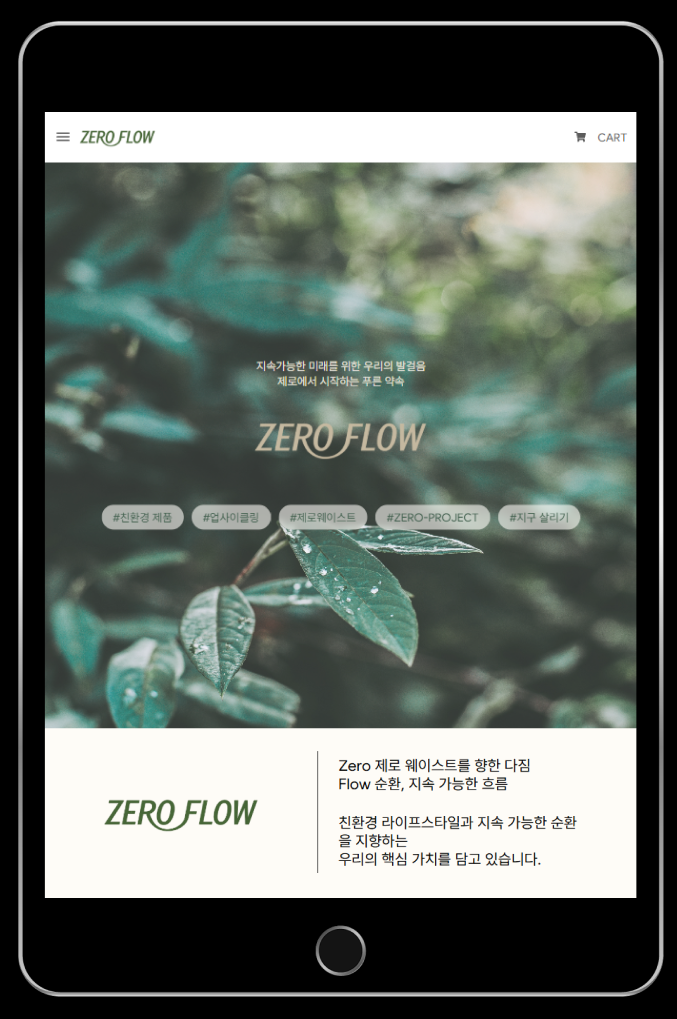 ZERO FLOW
CART
지속가능한 미래를 위한 우리의 발걸음
제로에서 시작하는 푸른 약속
ZERO FLOW
#친환경 제품
#업사이클링
#제로웨이스트
#ZERO-PROJECT
#지구 살리기
ZERO FLOW
Zero 제로 웨이스트를 향한 다짐
Flow 순환, 지속 가능한 흐름
친환경 라이프스타일과 지속 가능한 순환
을 지향하는
우리의 핵심 가치를 담고 있습니다.